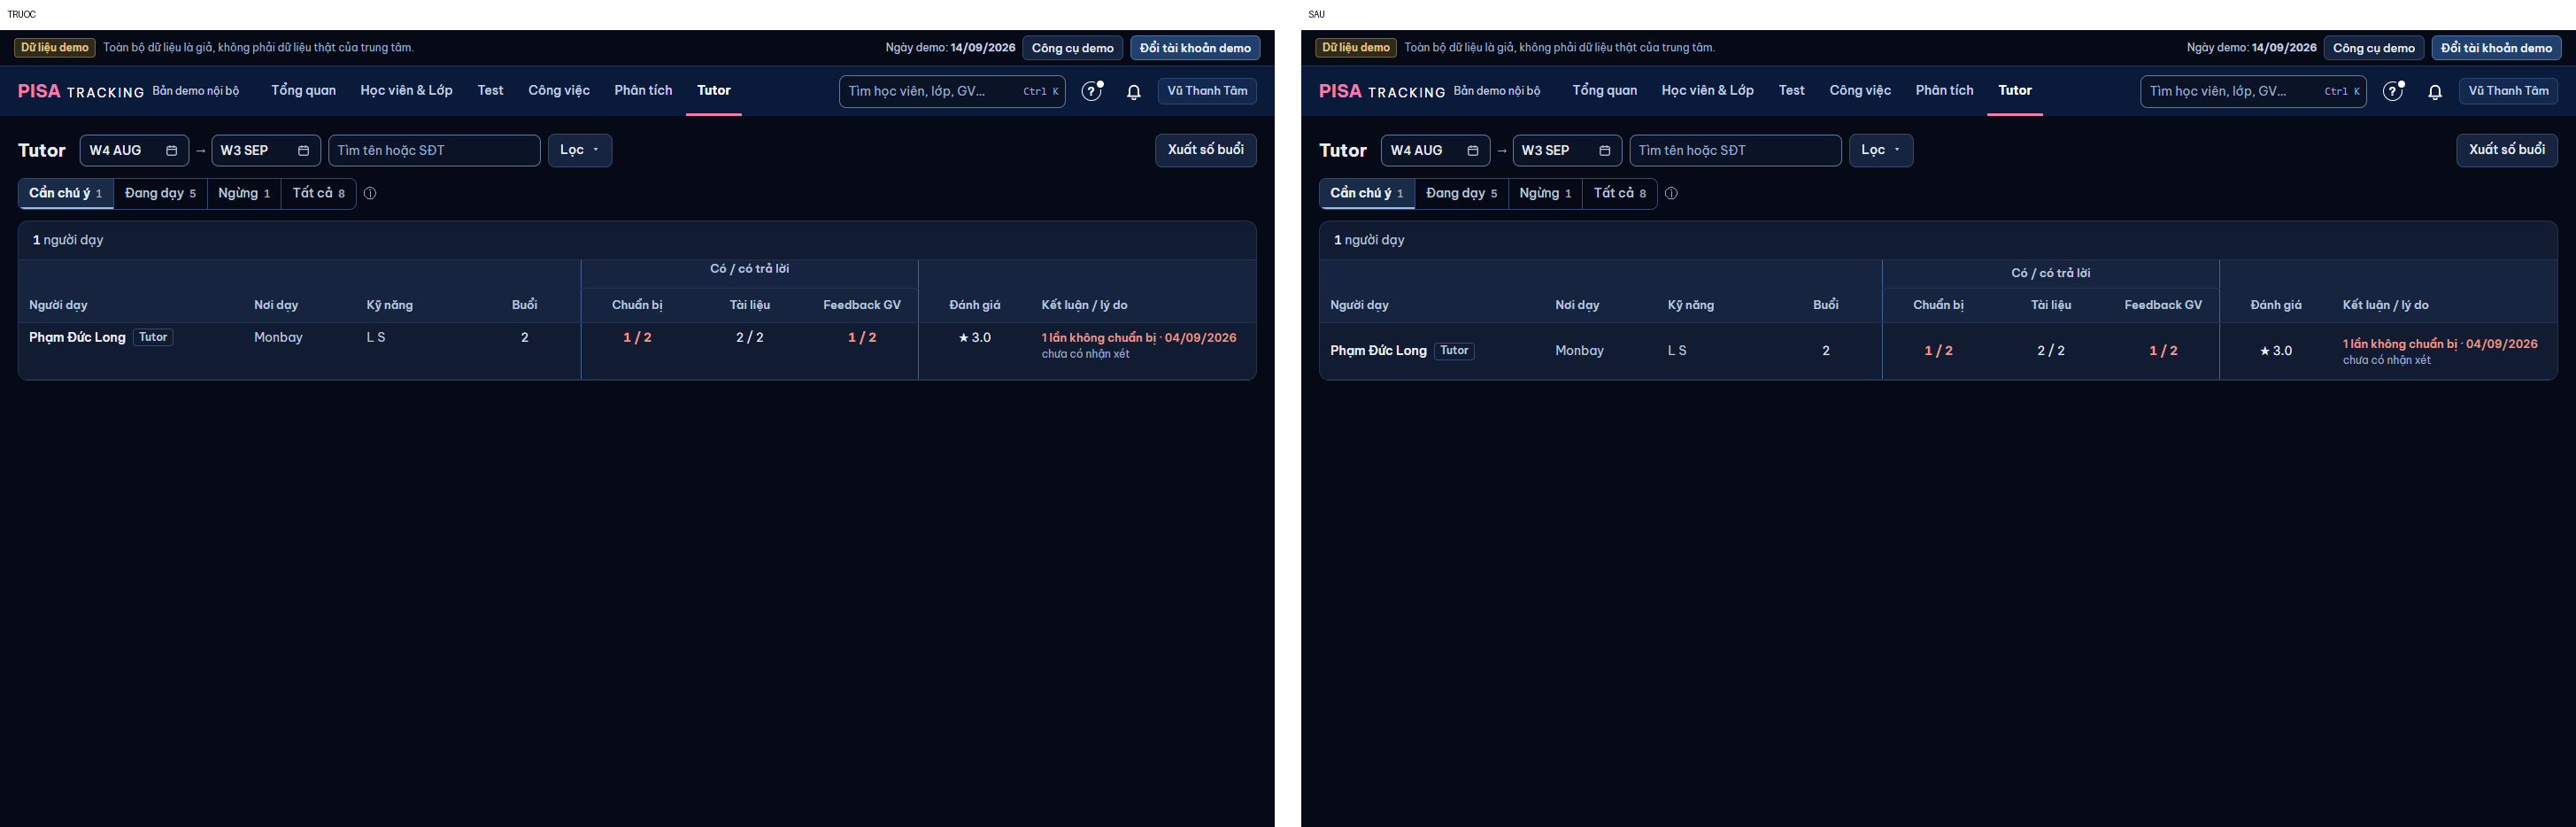 TRUOC
Dữ liệu demo Toàn bộ dữ liệu là giả, không phải dữ liệu thật của trung tâm. Ngày demo: 14/09/2026 Công cụ demo Đổi tài khoản demo
PISA TRACKING Bản demo nội bộ Tổng quan Học viên & Lớp Test Công việc Phân tích Tutor Tìm học viên, lớp, GV... Ctrl K ? Vũ Thanh Tâm
Tutor W4 AUG → W3 SEP Tìm tên hoặc SĐT Lọc Xuất số buổi
Cần chú ý 1 Đang dạy 5 Ngừng 1 Tất cả 8 ⓘ
1 người dạy
Có / có trả lời
Người dạy Nơi dạy Kỹ năng Buổi Chuẩn bị Tài liệu Feedback GV Đánh giá Kết luận / lý do
Phạm Đức Long Tutor Monbay L S 2 1 / 2 2 / 2 1 / 2 ★ 3.0 1 lần không chuẩn bị · 04/09/2026
chưa có nhận xét
SAU
Dữ liệu demo Toàn bộ dữ liệu là giả, không phải dữ liệu thật của trung tâm. Ngày demo: 14/09/2026 Công cụ demo Đổi tài khoản demo
PISA TRACKING Bản demo nội bộ Tổng quan Học viên & Lớp Test Công việc Phân tích Tutor Tìm học viên, lớp, GV... Ctrl K ? Vũ Thanh Tâm
Tutor W4 AUG → W3 SEP Tìm tên hoặc SĐT Lọc Xuất số buổi
Cần chú ý 1 Đang dạy 5 Ngừng 1 Tất cả 8 ⓘ
1 người dạy
Có / có trả lời
Người dạy Nơi dạy Kỹ năng Buổi Chuẩn bị Tài liệu Feedback GV Đánh giá Kết luận / lý do
Phạm Đức Long Tutor Monbay L S 2 1 / 2 2 / 2 1 / 2 ★ 3.0 1 lần không chuẩn bị · 04/09/2026
chưa có nhận xét